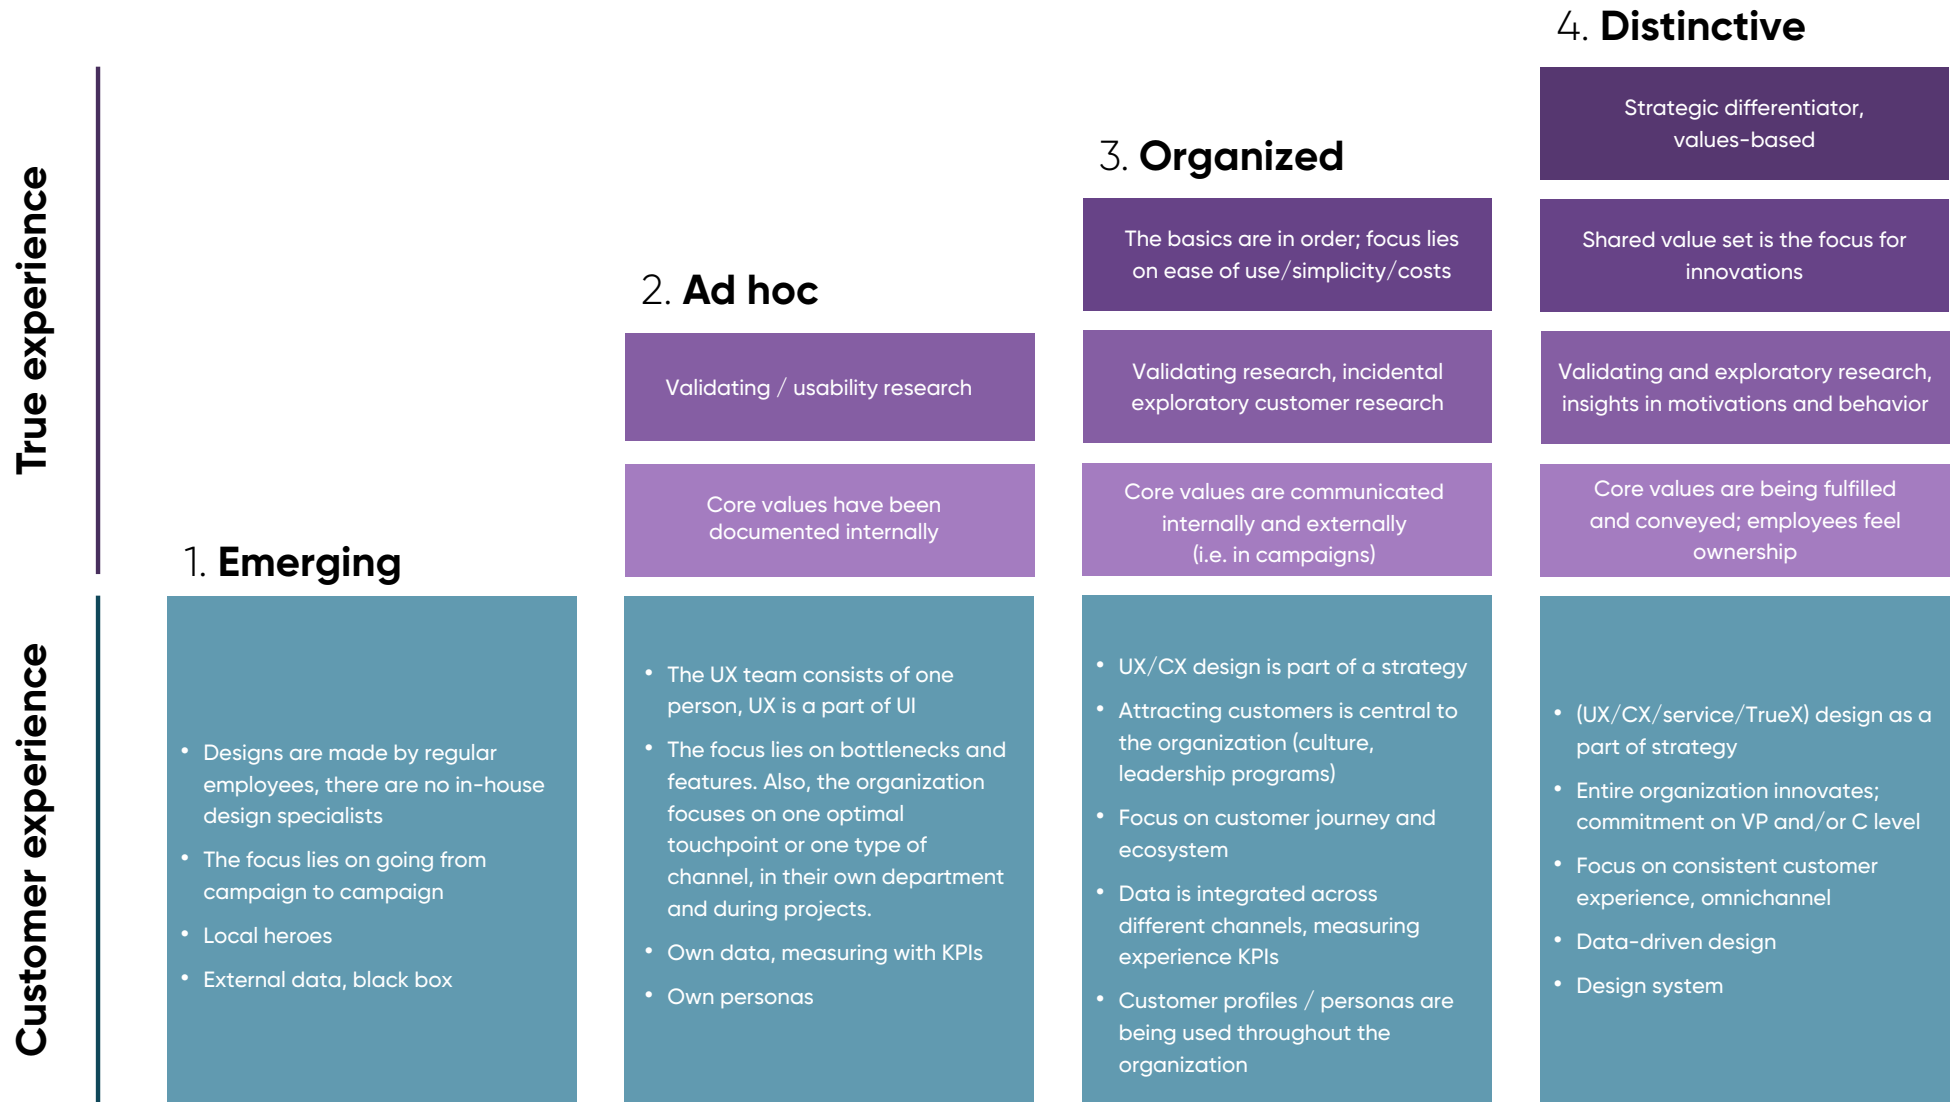 True experience
Customer experience
1. Emerging
• Designs are made by regular
employees, there are no in-house
design specialists
• The focus lies on going from
campaign to campaign
• Local heroes
• External data, black box
2. Ad hoc
Validating / usability research
Core values have been
documented internally
• The UX team consists of one
person, UX is a part of UI
• The focus lies on bottlenecks and
features. Also, the organization
focuses on one optimal
touchpoint or one type of
channel, in their own department
and during projects.
• Own data, measuring with KPIs
• Own personas
3. Organized
The basics are in order; focus lies
on ease of use/simplicity/costs
Validating research, incidental
exploratory customer research
Core values are communicated
internally and externally
(i.e. in campaigns)
• UX/CX design is part of a strategy
• Attracting customers is central to
the organization (culture,
leadership programs)
• Focus on customer journey and
ecosystem
• Data is integrated across
different channels, measuring
experience KPIs
• Customer profiles / personas are
being used throughout the
organization
4. Distinctive
Strategic differentiator,
values-based
Shared value set is the focus for
innovations
Validating and exploratory research,
insights in motivations and behavior
Core values are being fulfilled
and conveyed; employees feel
ownership
• (UX/CX/service/TrueX) design as a
part of strategy
• Entire organization innovates;
commitment on VP and/or C level
• Focus on consistent customer
experience, omnichannel
• Data-driven design
• Design system